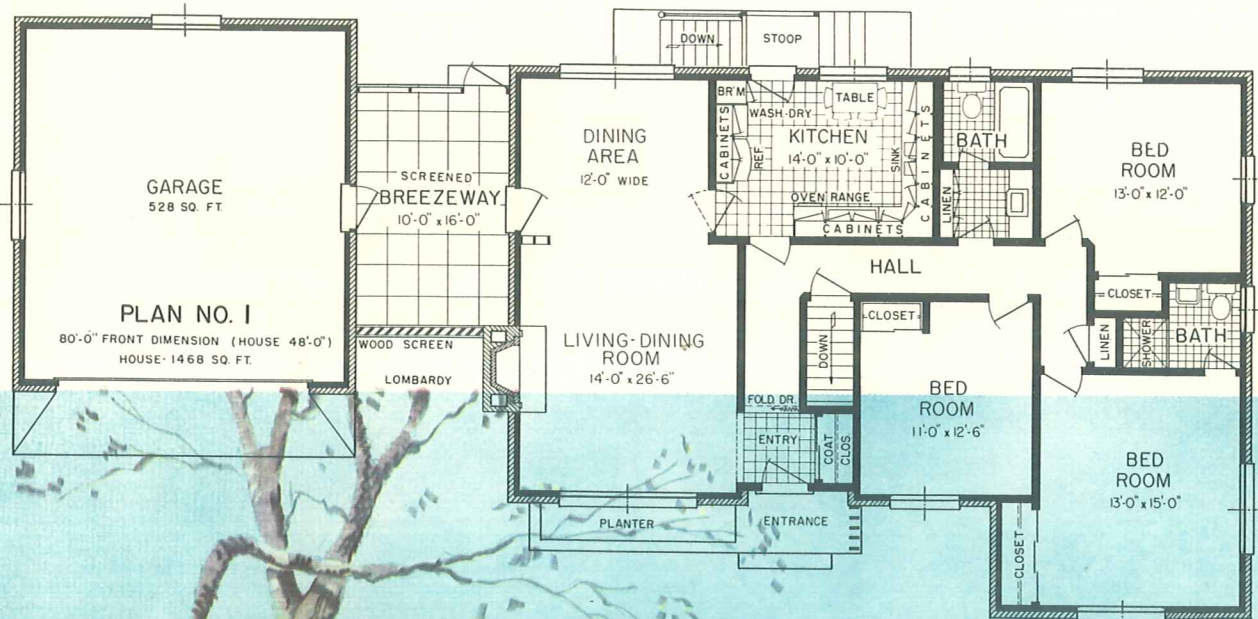 DOWN
STOOP
BR'M
TABLE
WASH-DRY
CABINETS
REF
KITCHEN
14'-0" x 10'-0"
SINK
CABINETS
OVEN RANGE
CABINETS
DINING
AREA
12'-0" WIDE
BATH
LINEN
BED
ROOM
13'-0" x 12'-0"
GARAGE
528 SQ. FT.
SCREENED
BREEZEWAY
10'-0" x 16'-0"
HALL
CLOSET
CLOSET
LINEN
SHOWER
BATH
PLAN NO. 1
80'-0" FRONT DIMENSION (HOUSE 48'-0")
HOUSE - 1468 SQ. FT.
WOOD SCREEN
LOMBARDY
LIVING-DINING
ROOM
14'-0" x 26'-6"
DOWN
FOLD DR.
ENTRY
COAT
CLOS
BED
ROOM
11'-0" x 12'-6"
BED
ROOM
13'-0" x 15'-0"
CLOSET
PLANTER
ENTRANCE